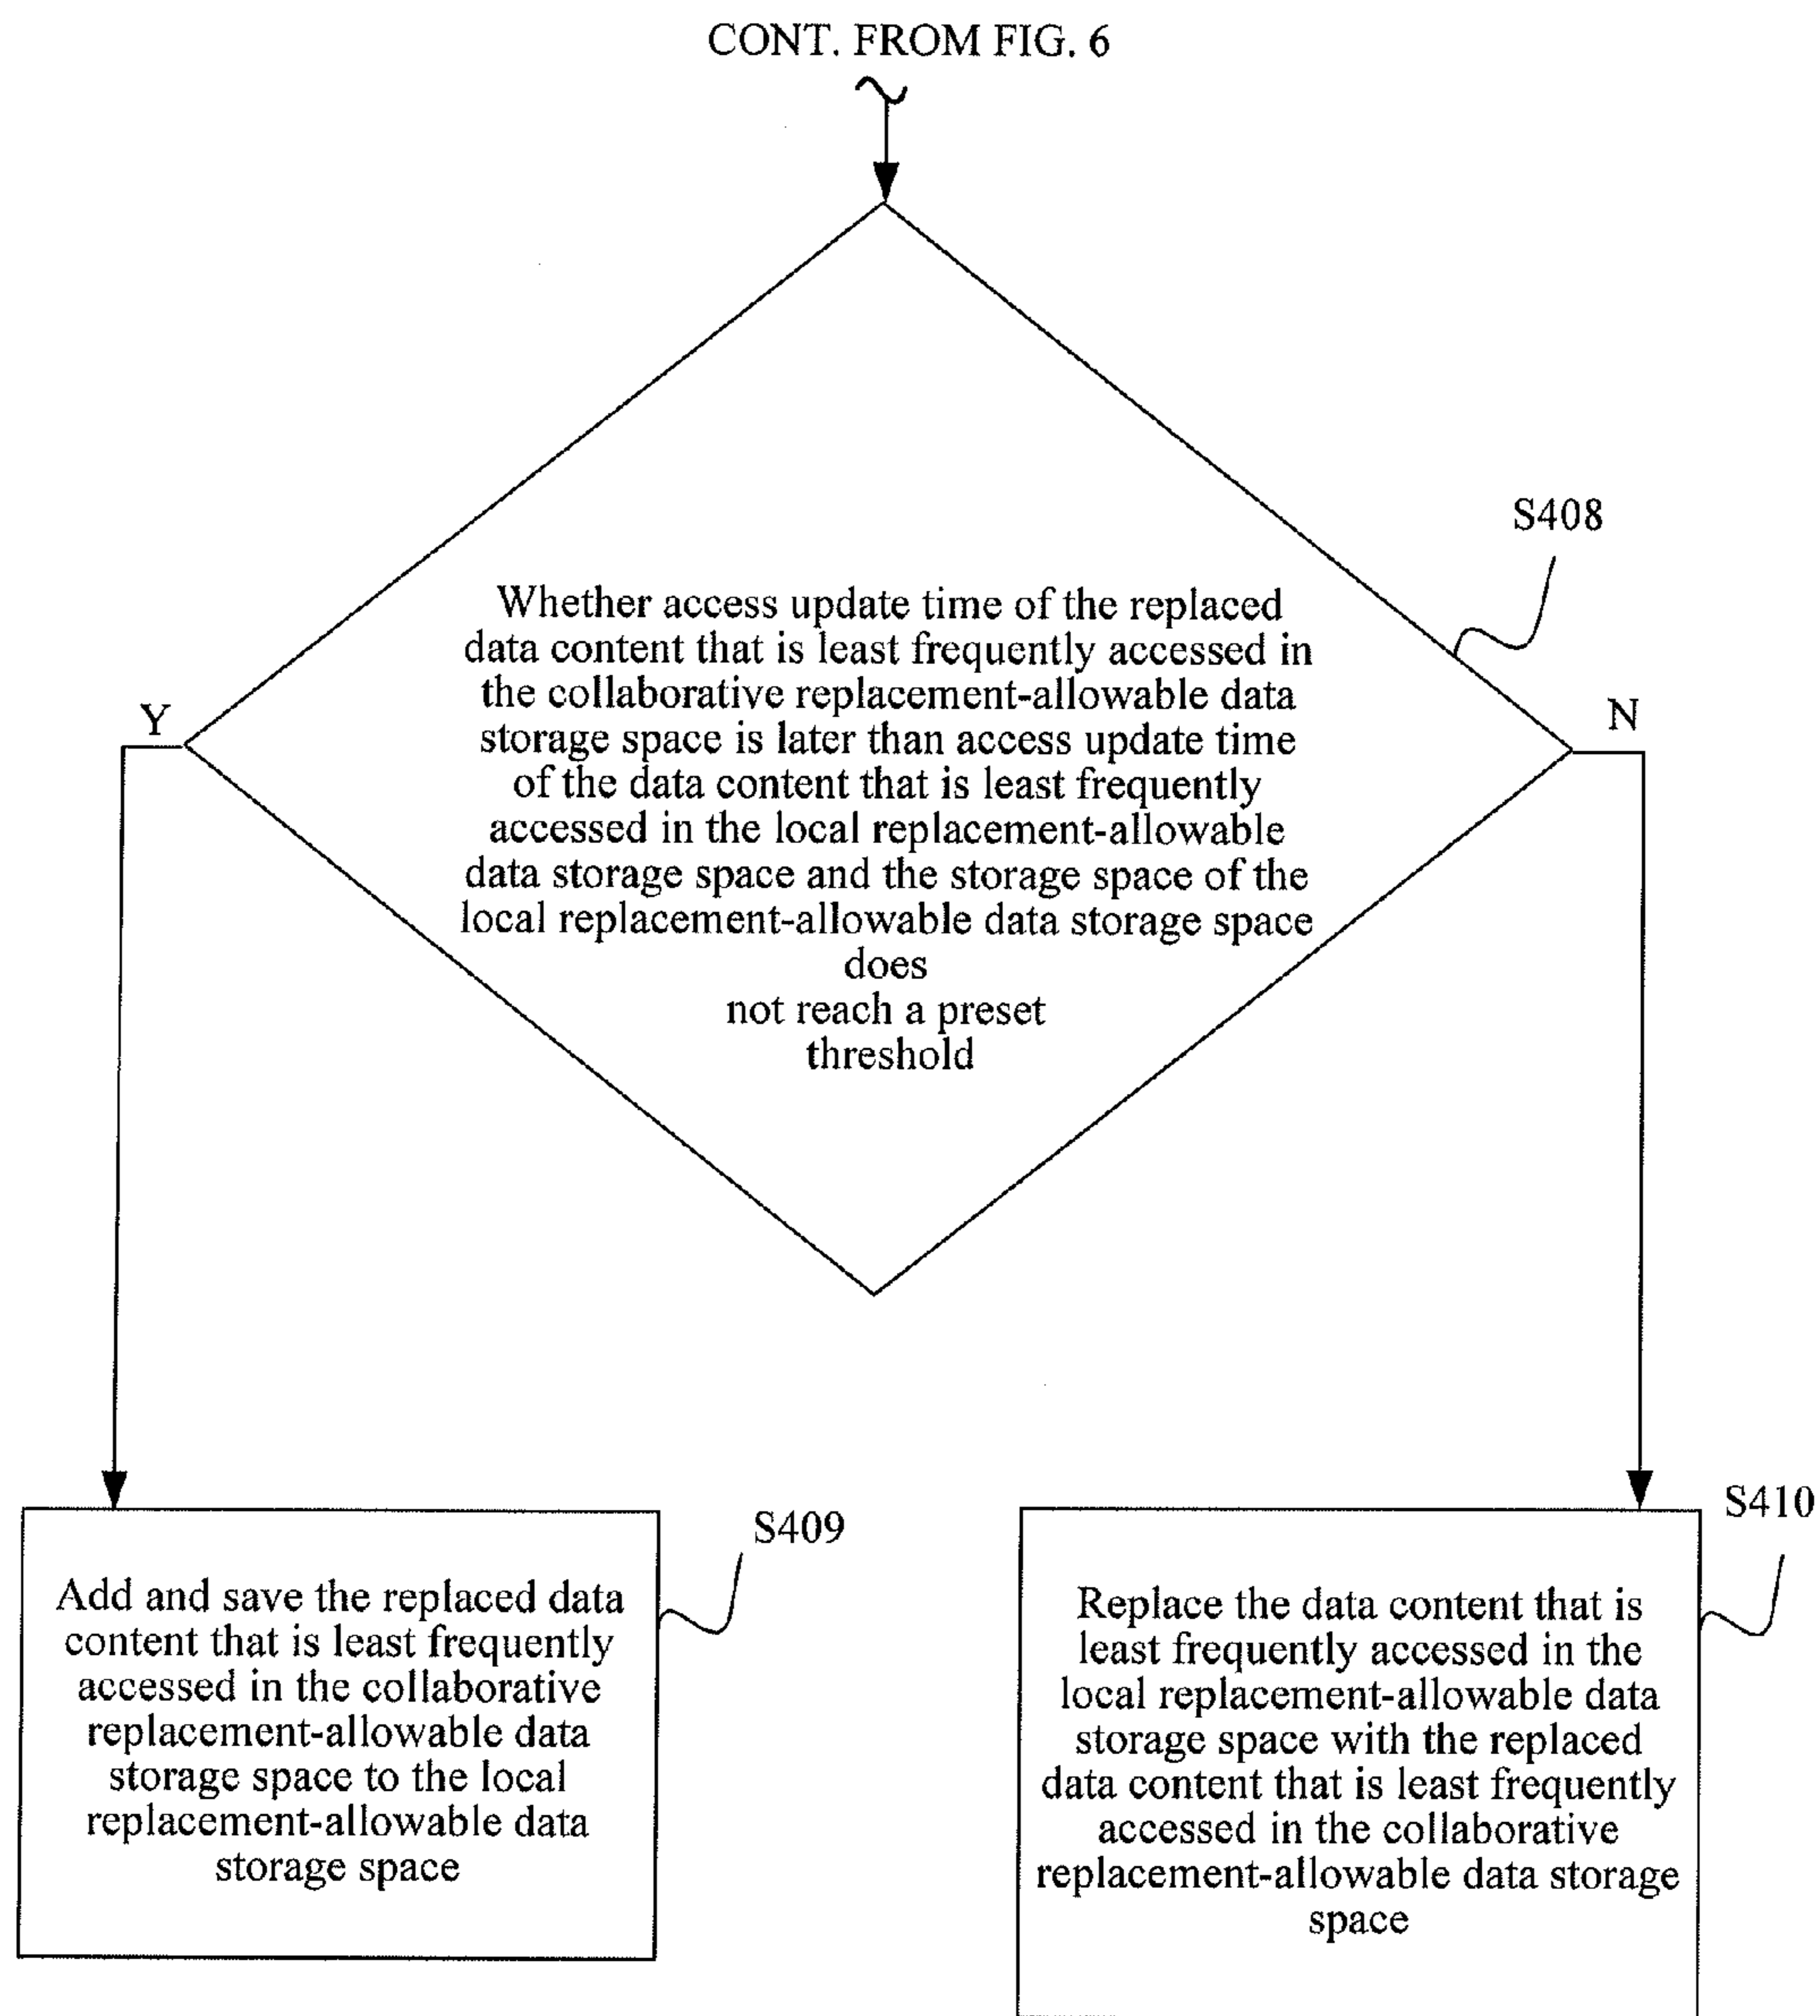 CONT. FROM FIG. 6
S408
Whether access update time of the replaced
data content that is least frequently accessed in
the collaborative replacement-allowable data
storage space is later than access update time
of the data content that is least frequently
accessed in the local replacement-allowable
data storage space and the storage space of the
local replacement-allowable data storage space
does
not reach a preset
threshold
Y
N
S409
Add and save the replaced data
content that is least frequently
accessed in the collaborative
replacement-allowable data
storage space to the local
replacement-allowable data
storage space
S410
Replace the data content that is
least frequently accessed in the
local replacement-allowable data
storage space with the replaced
data content that is least frequently
accessed in the collaborative
replacement-allowable data storage
space